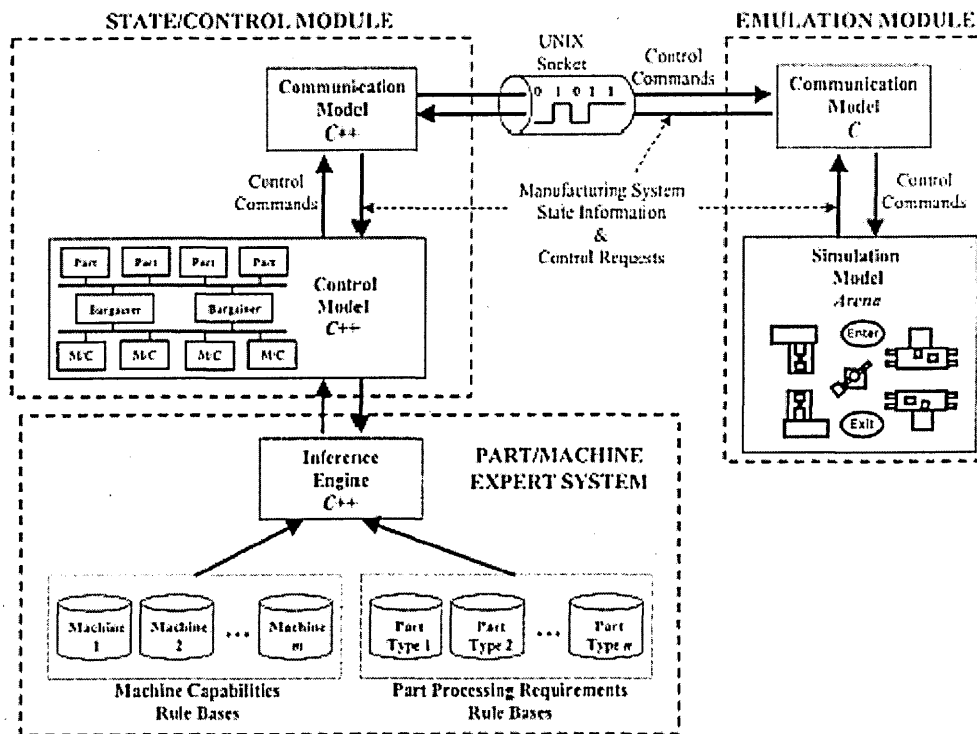 STATE/CONTROL MODULE
EMULATION MODULE
UNIX
Socket
Control
Commands
0 1 0 1 1
Communication
Model
C++
Communication
Model
C
Control
Commands
Manufacturing System
State Information
&
Control Requests
Control
Commands
Part
Part
Part
Part
Bargainer
Bargainer
M/C
M/C
M/C
M/C
Control
Model
C++
Simulation
Model
Arena
Enter
Exit
Inference
Engine
C++
PART/MACHINE
EXPERT SYSTEM
Machine
1
Machine
2
...
Machine
m
Part
Type 1
Part
Type 2
...
Part
Type n
Machine Capabilities
Rule Bases
Part Processing Requirements
Rule Bases